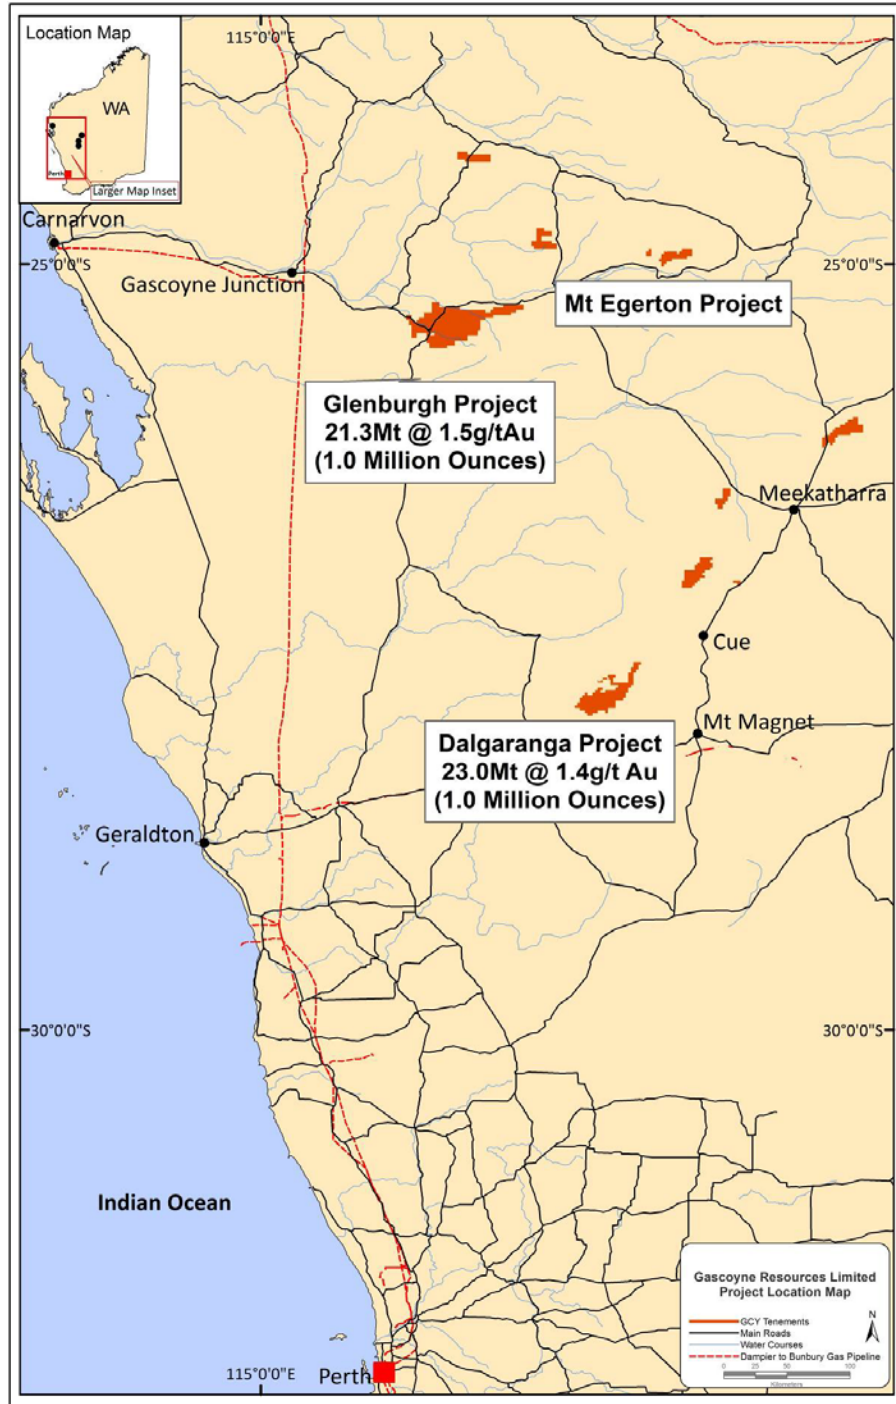 Location Map
WA
Perth
Larger Map Inset
115°0'0"E
Carnarvon
25°0'0"S
25°0'0"S
Gascoyne Junction
Mt Egerton Project
Glenburgh Project
21.3Mt @ 1.5g/tAu
(1.0 Million Ounces)
Meekatharra
Cue
Mt Magnet
Dalgaranga Project
23.0Mt @ 1.4g/t Au
(1.0 Million Ounces)
Geraldton
30°0'0"S
30°0'0"S
Indian Ocean
Gascoyne Resources Limited
Project Location Map
N
GCY Tenements
Main Roads
Water Courses
Dampier to Bunbury Gas Pipeline
0 25 50 100
Kilometers
115°0'0"E
Perth